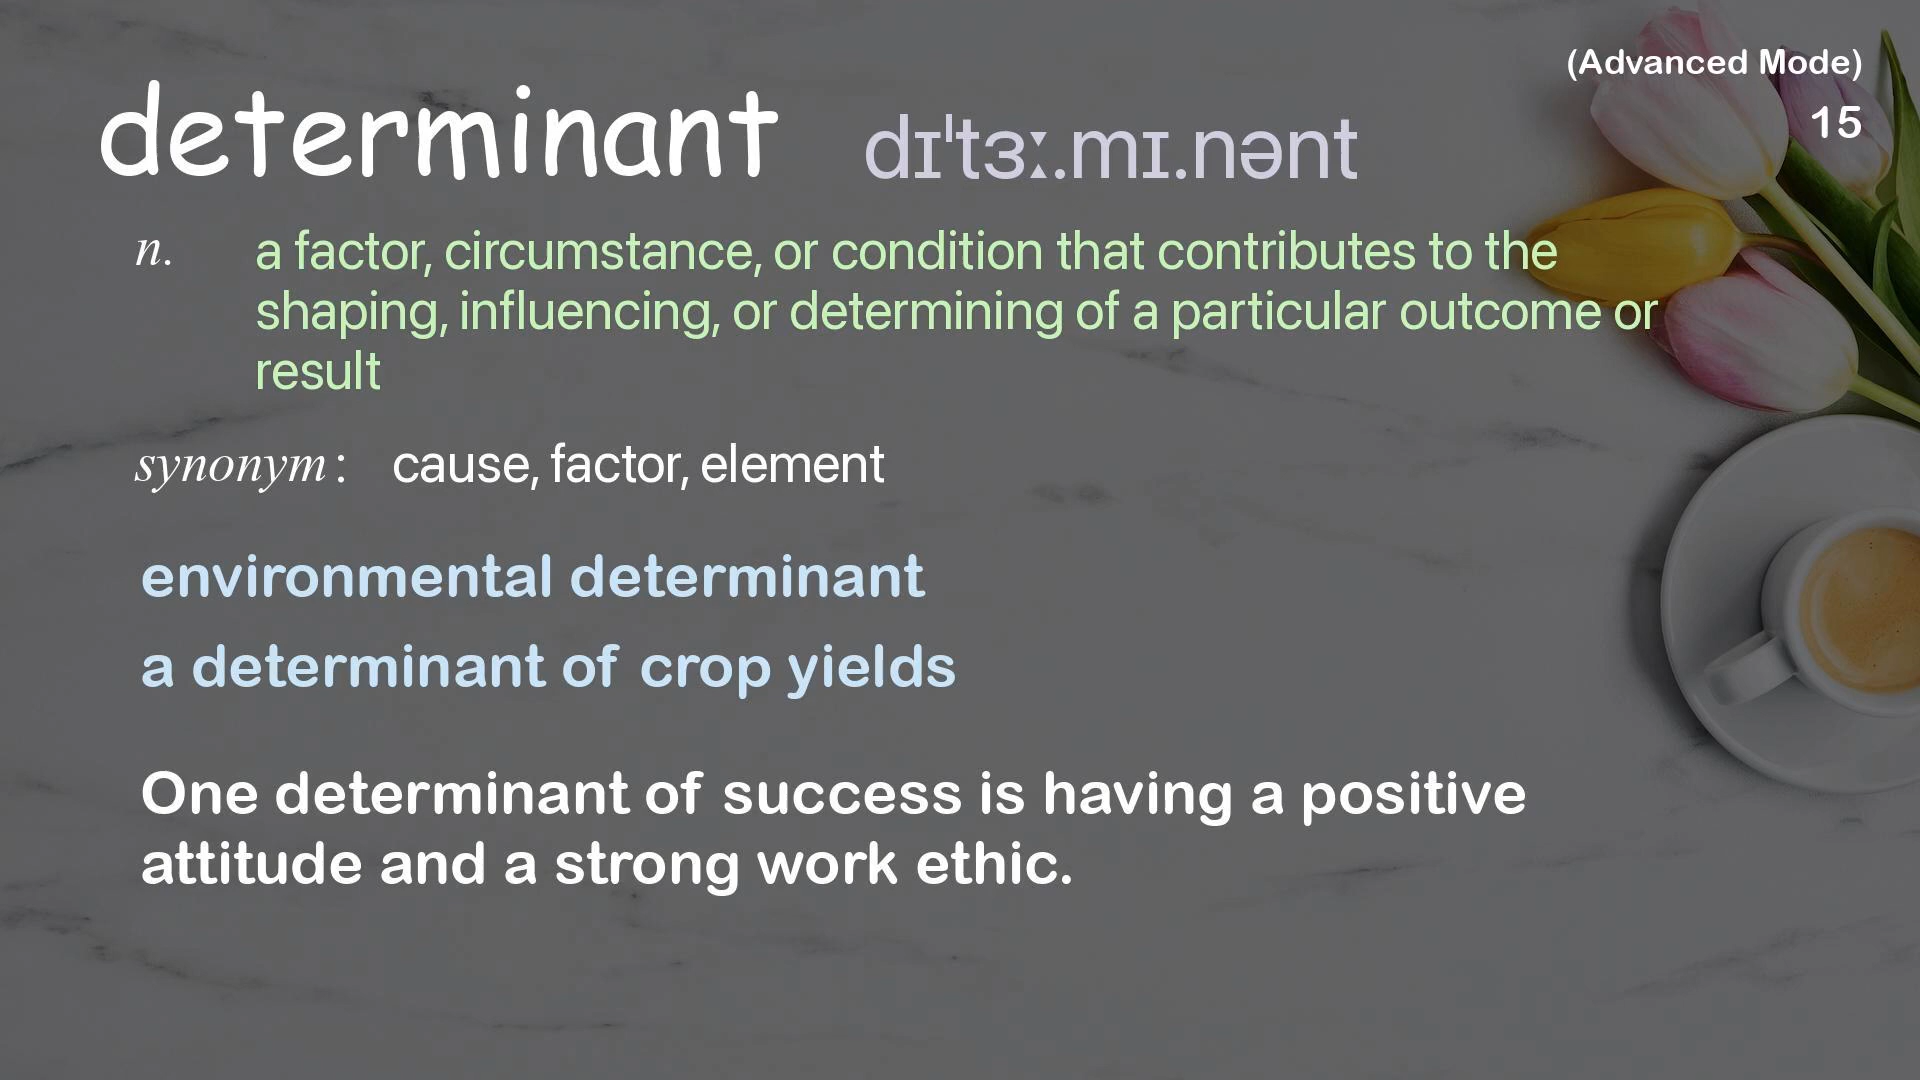 (Advanced Mode)
determinant dɪˈtɜː.mɪ.nənt
15
n. a factor, circumstance, or condition that contributes to the
shaping, influencing, or determining of a particular outcome or
result
synonym: cause, factor, element
environmental determinant
a determinant of crop yields
One determinant of success is having a positive
attitude and a strong work ethic.